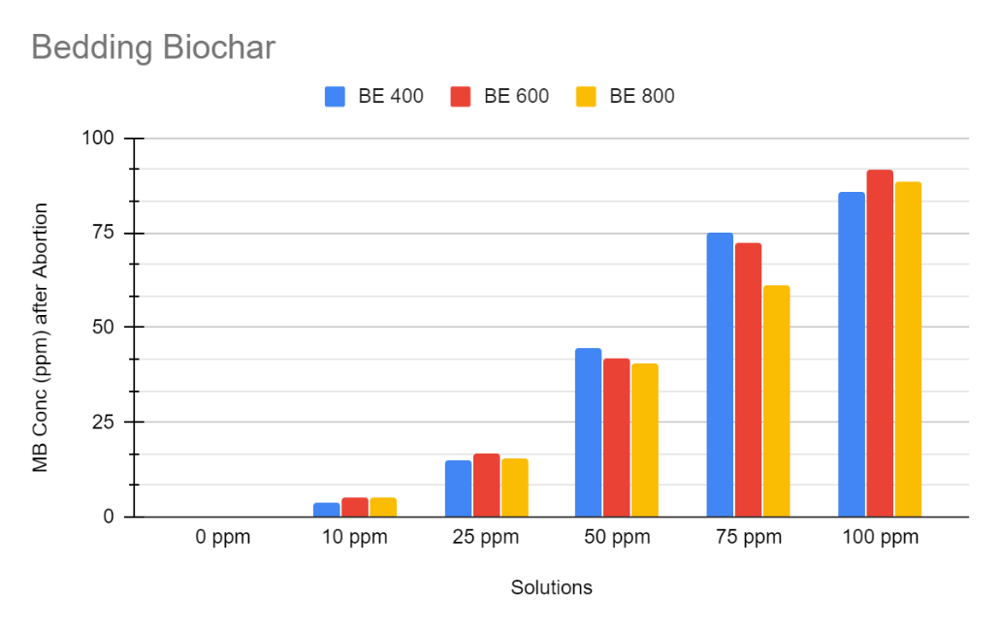 Bedding Biochar
BE 400 BE 600 BE 800
MB Conc (ppm) after Abortion
100
75
50
25
0
0 ppm 10 ppm 25 ppm 50 ppm 75 ppm 100 ppm
Solutions